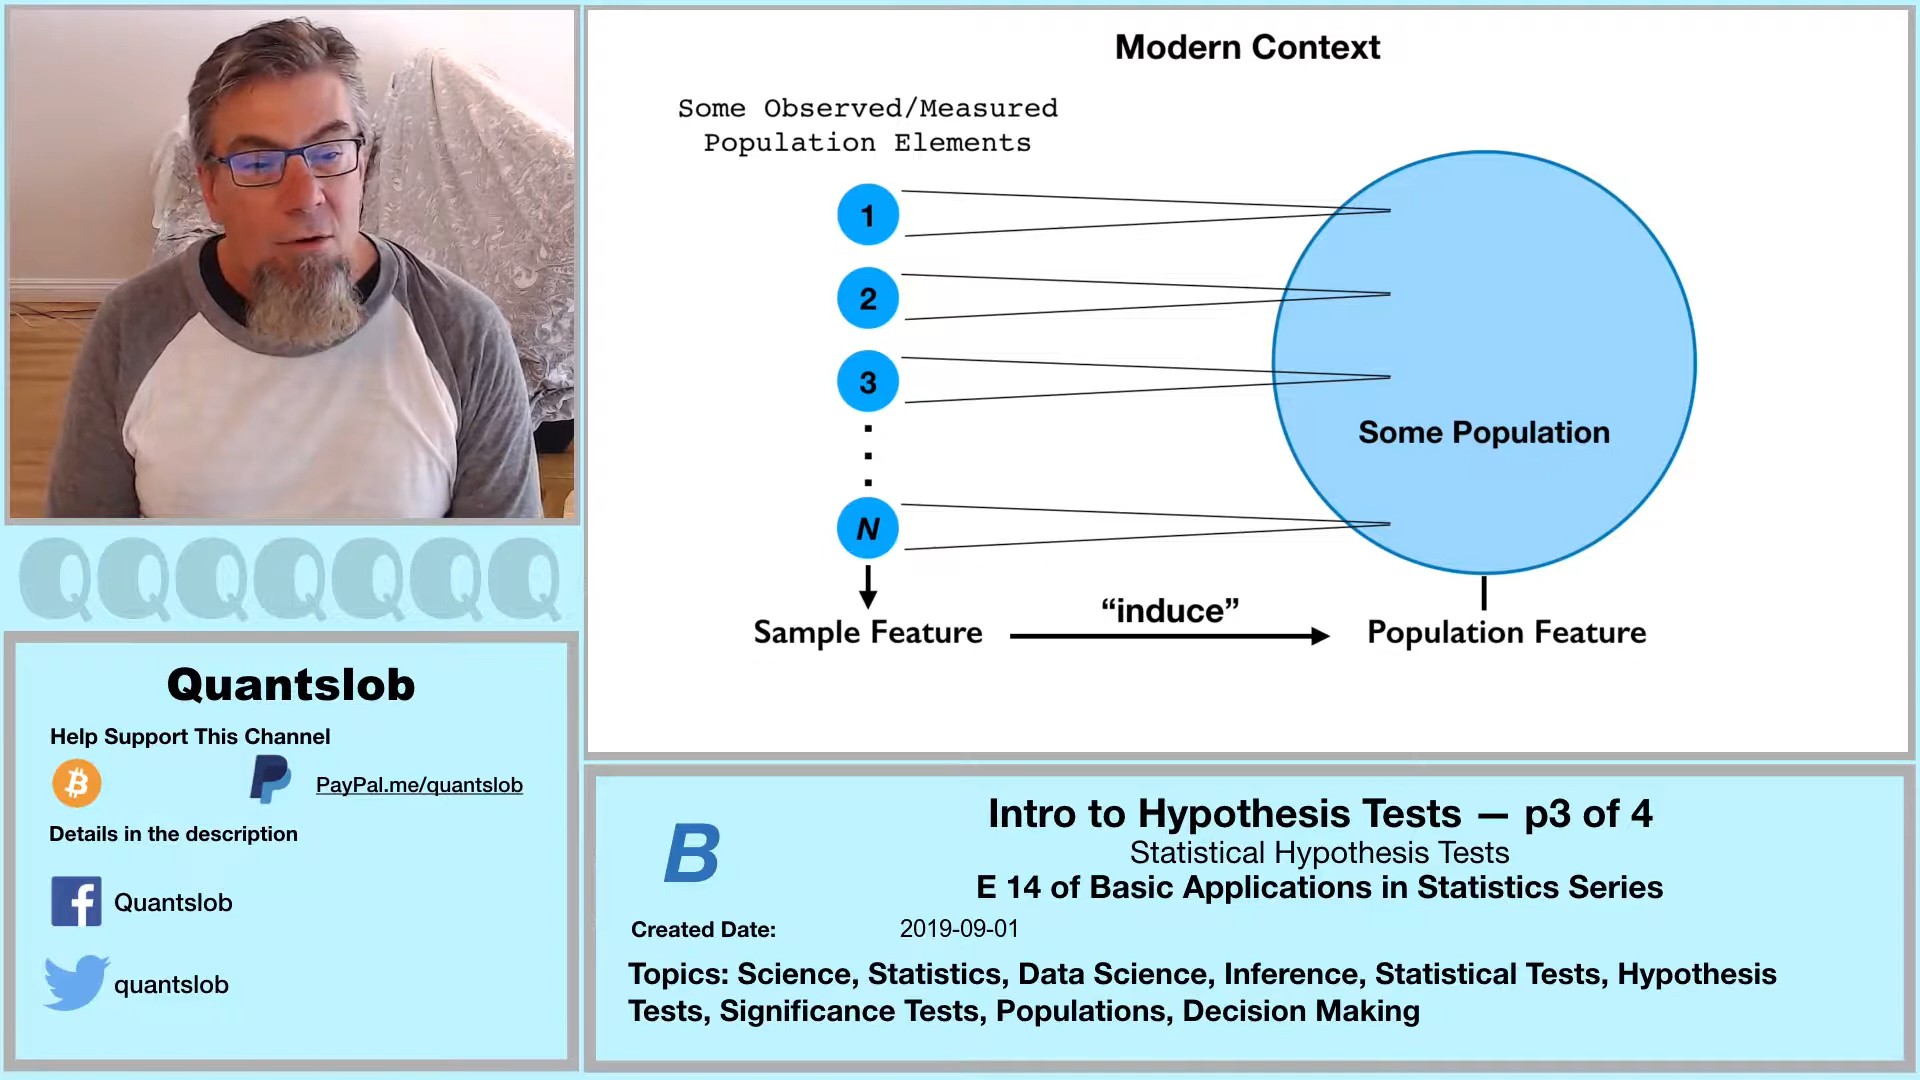 Modern Context
Some Observed/Measured
Population Elements
1
2
3
N
Some Population
"induce"
Sample Feature
Population Feature
QQQQQQQ
Quantslob
Help Support This Channel
PayPal.me/quantslob
Details in the description
Quantslob
quantslob
B
Intro to Hypothesis Tests — p3 of 4
Statistical Hypothesis Tests
E 14 of Basic Applications in Statistics Series
Created Date: 2019-09-01
Topics: Science, Statistics, Data Science, Inference, Statistical Tests, Hypothesis
Tests, Significance Tests, Populations, Decision Making